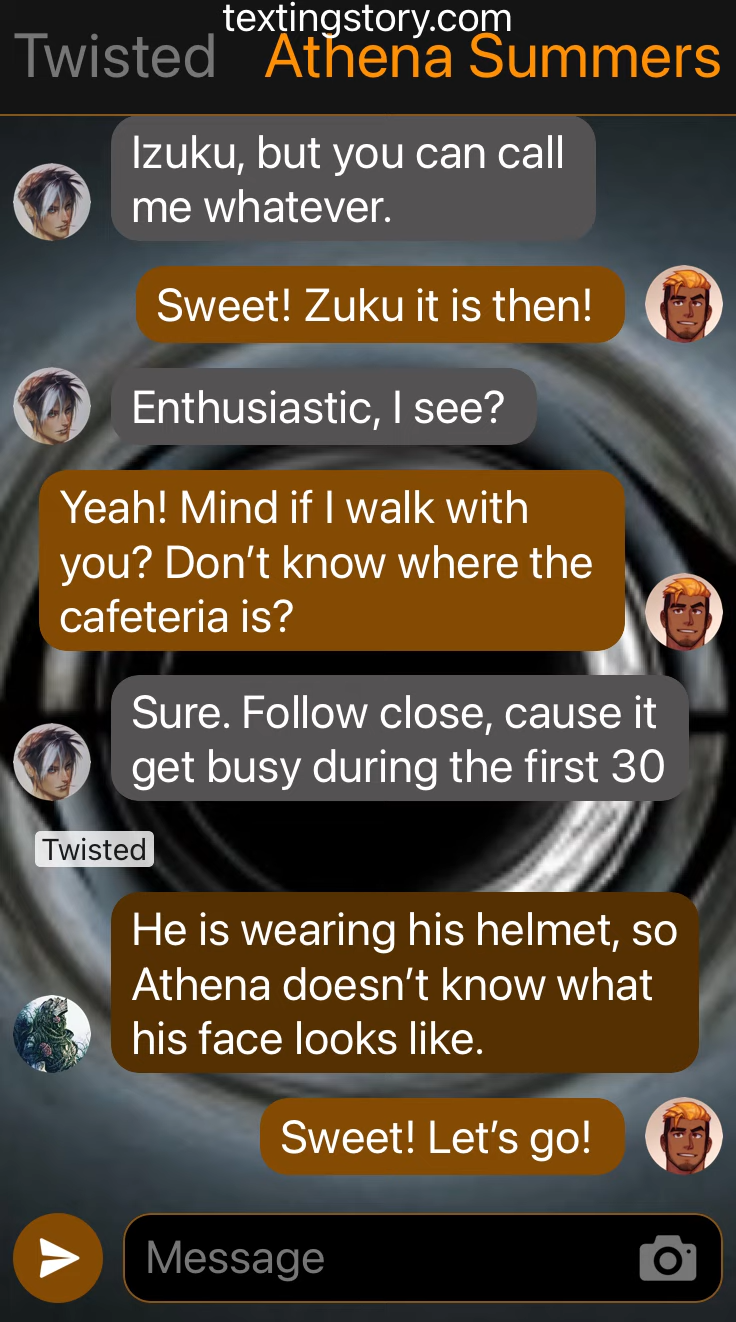 textingstory.com
Twisted Athena Summers
Izuku, but you can call
me whatever.
Sweet! Zuku it is then!
Enthusiastic, I see?
Yeah! Mind if I walk with
you? Don’t know where the
cafeteria is?
Sure. Follow close, cause it
get busy during the first 30
Twisted
He is wearing his helmet, so
Athena doesn’t know what
his face looks like.
Sweet! Let’s go!
Message